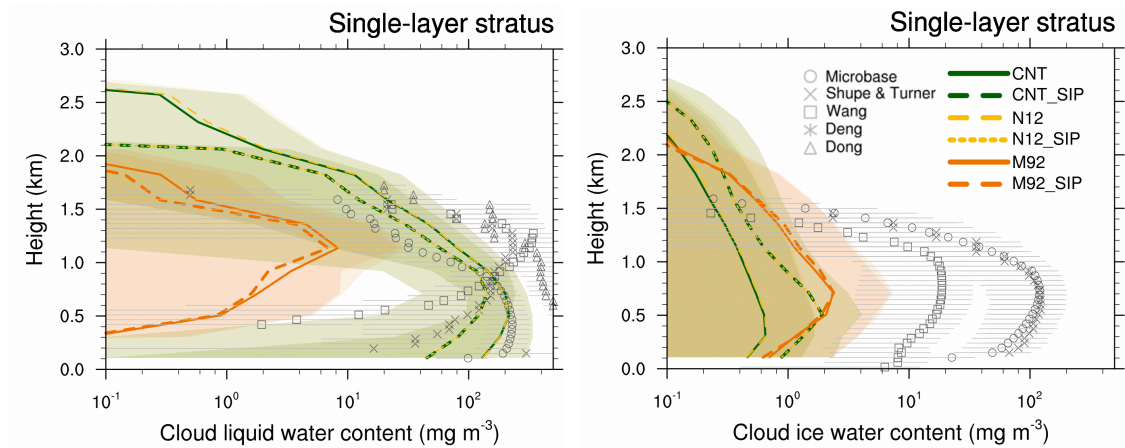 Single-layer stratus
3.0
2.5
2.0
1.5
1.0
0.5
0.0
Height (km)
10-1
100
101
102
Cloud liquid water content (mg m-3)
Single-layer stratus
3.0
2.5
2.0
1.5
1.0
0.5
0.0
Height (km)
Microbase
Shupe & Turner
Wang
Deng
Dong
CNT
CNT_SIP
N12
N12_SIP
M92
M92_SIP
10-1
100
101
102
Cloud ice water content (mg m-3)